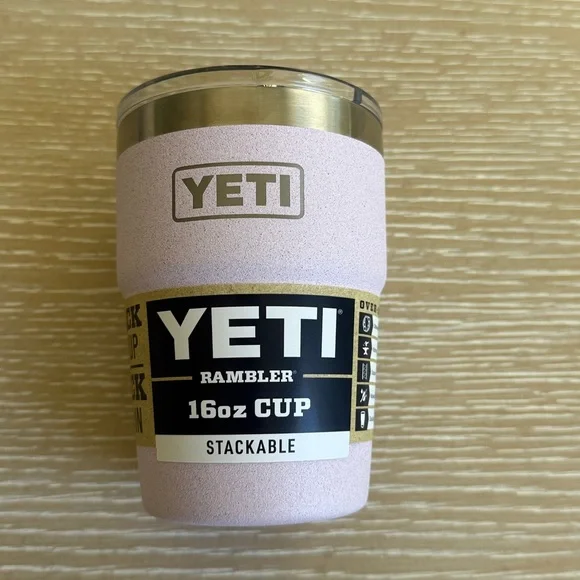 YETI
YETI
RAMBLER
16oz CUP
STACKABLE